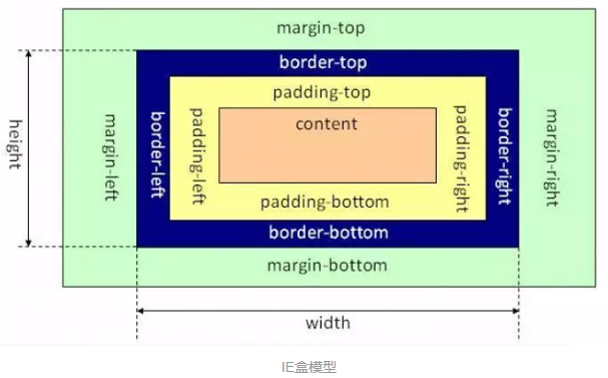 margin-top
border-top
padding-top
content
height
margin-left
border-left
padding-left
padding-right
border-right
margin-right
padding-bottom
border-bottom
margin-bottom
width
IE盒模型